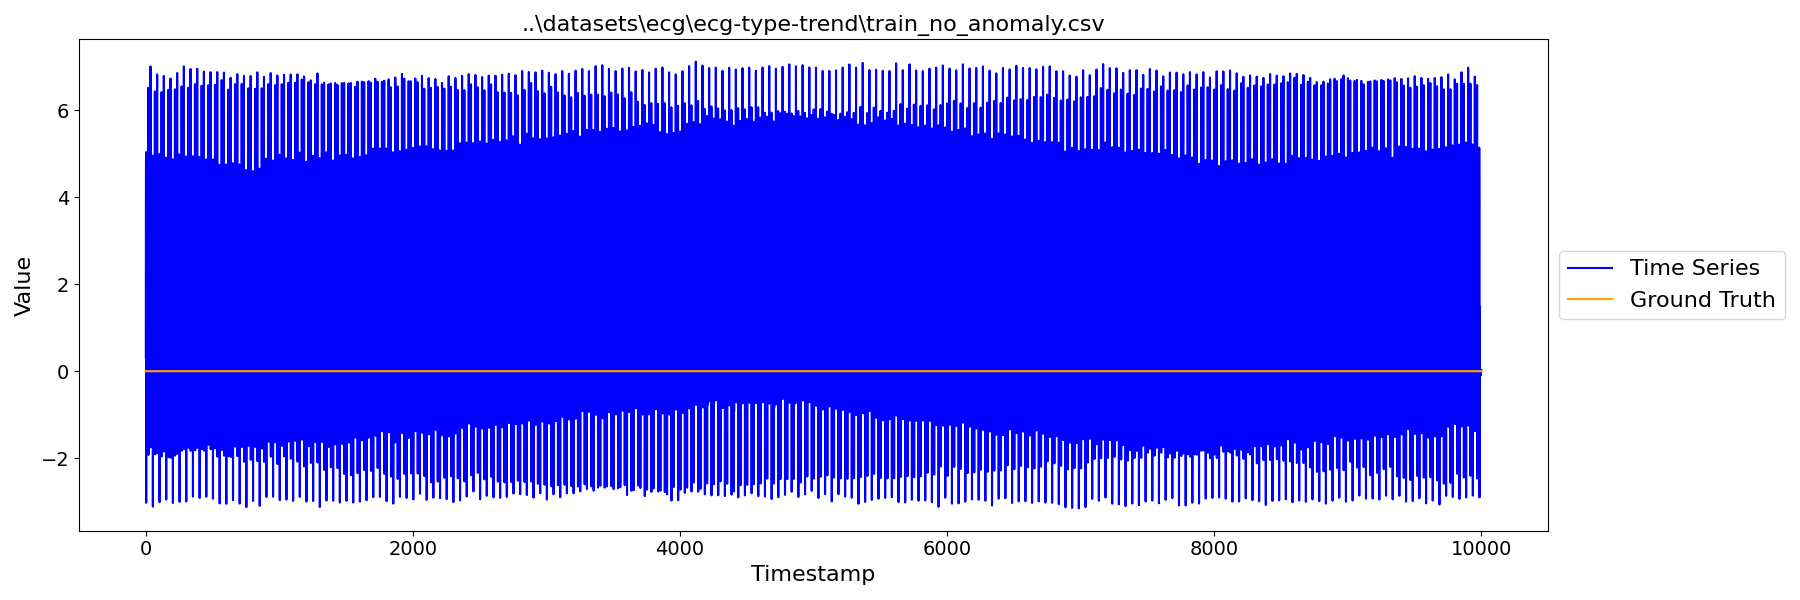 ..\datasets\ecg\ecg-type-trend\train_no_anomaly.csv
Value
6
4
2
0
−2
0 2000 4000 6000 8000 10000
Timestamp
Time Series
Ground Truth